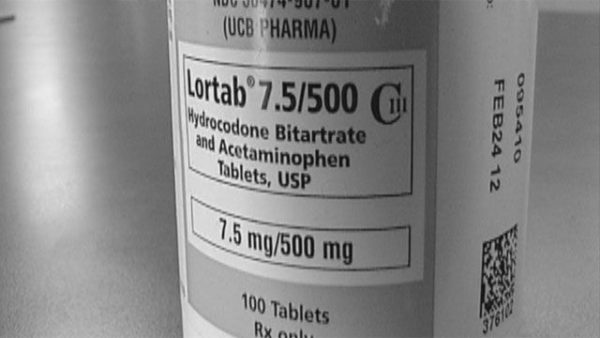 (UCB PHARMA)
Lortab® 7.5/500 CIII
Hydrocodone Bitartrate
and Acetaminophen
Tablets, USP
7.5 mg/500 mg
100 Tablets
Rx only
095410
FEB24 12